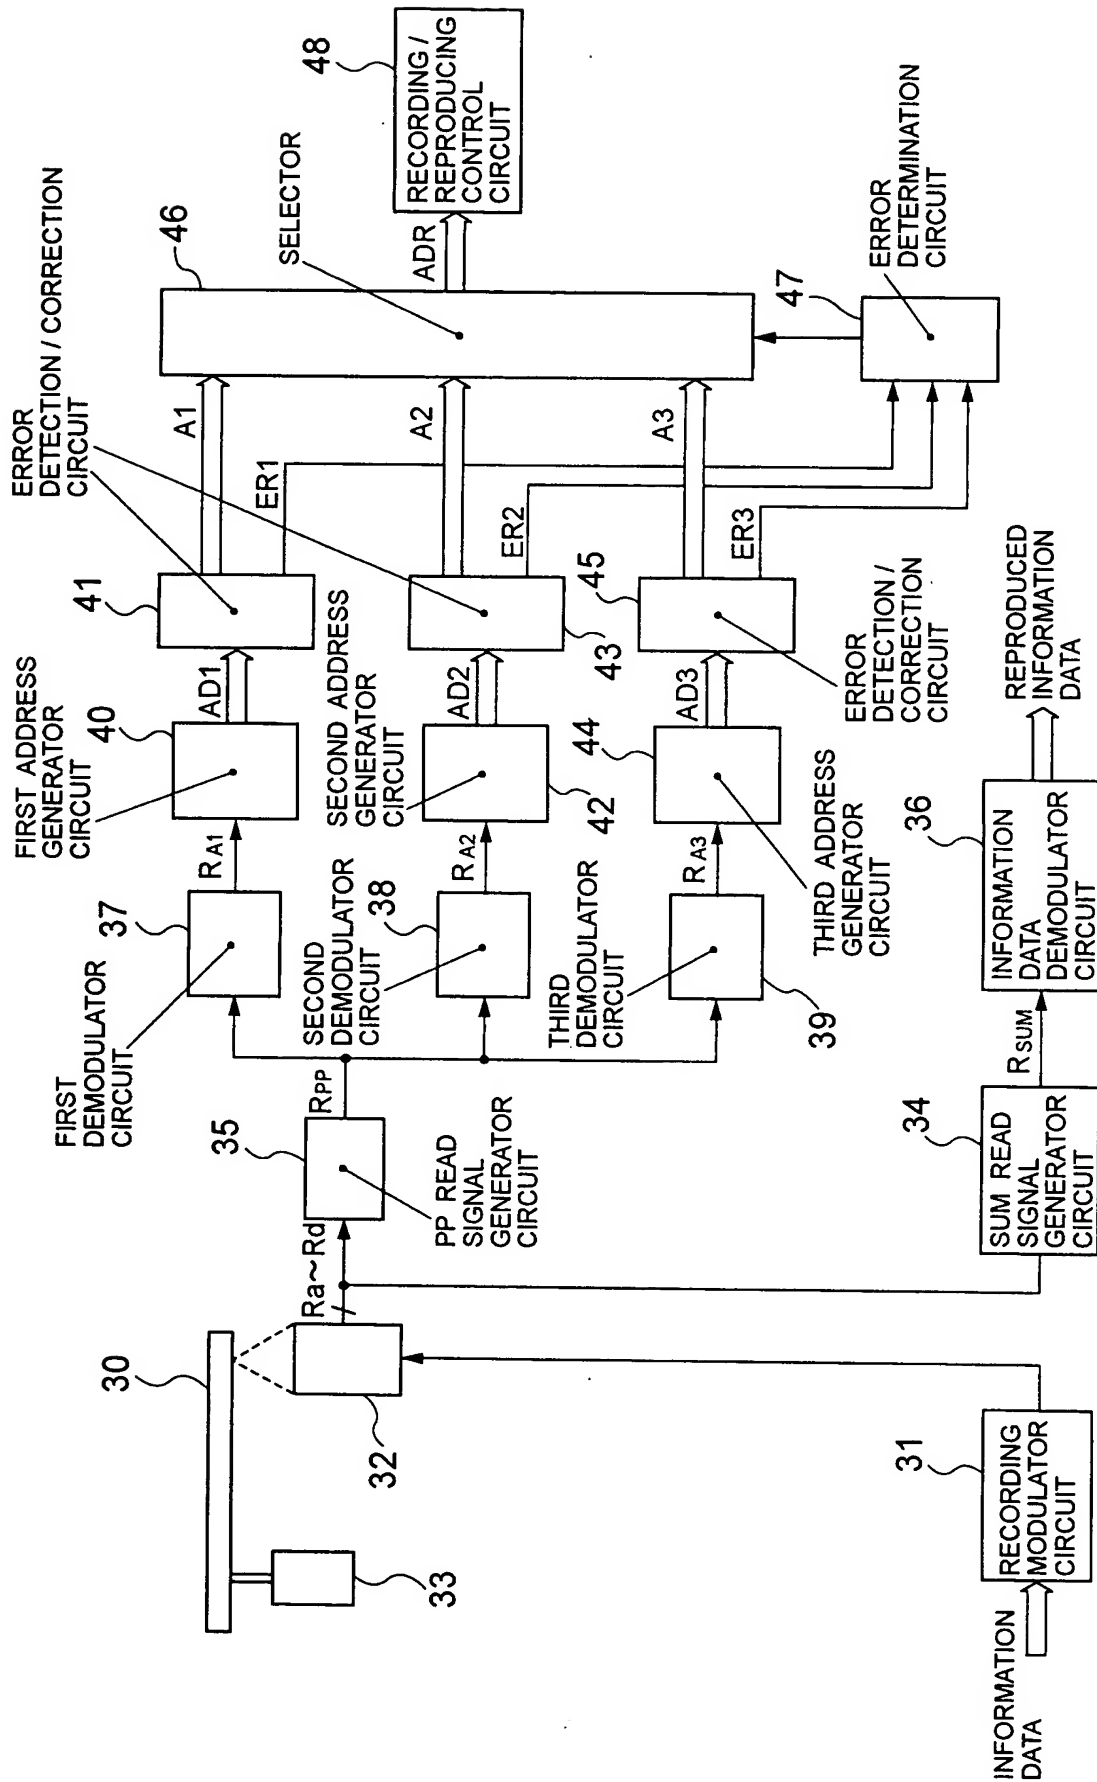 30
33
32
Ra~Rd
35
PP READ
SIGNAL
GENERATOR
CIRCUIT
RPP
FIRST
DEMODULATOR
CIRCUIT
37
RA1
FIRST ADDRESS
GENERATOR
CIRCUIT
40
AD1
41
ERROR
DETECTION / CORRECTION
CIRCUIT
A1
ER1
46
SELECTOR
ADR
48
RECORDING /
REPRODUCING
CONTROL
CIRCUIT
SECOND
DEMODULATOR
CIRCUIT
38
RA2
SECOND ADDRESS
GENERATOR
CIRCUIT
42
AD2
43
A2
ER2
THIRD
DEMODULATOR
CIRCUIT
39
RA3
44
THIRD ADDRESS
GENERATOR
CIRCUIT
AD3
45
ERROR
DETECTION /
CORRECTION
CIRCUIT
A3
ER3
47
ERROR
DETERMINATION
CIRCUIT
INFORMATION
DATA
31
RECORDING
MODULATOR
CIRCUIT
34
SUM READ
SIGNAL
GENERATOR
CIRCUIT
RSUM
36
INFORMATION
DATA
DEMODULATOR
CIRCUIT
REPRODUCED
INFORMATION
DATA